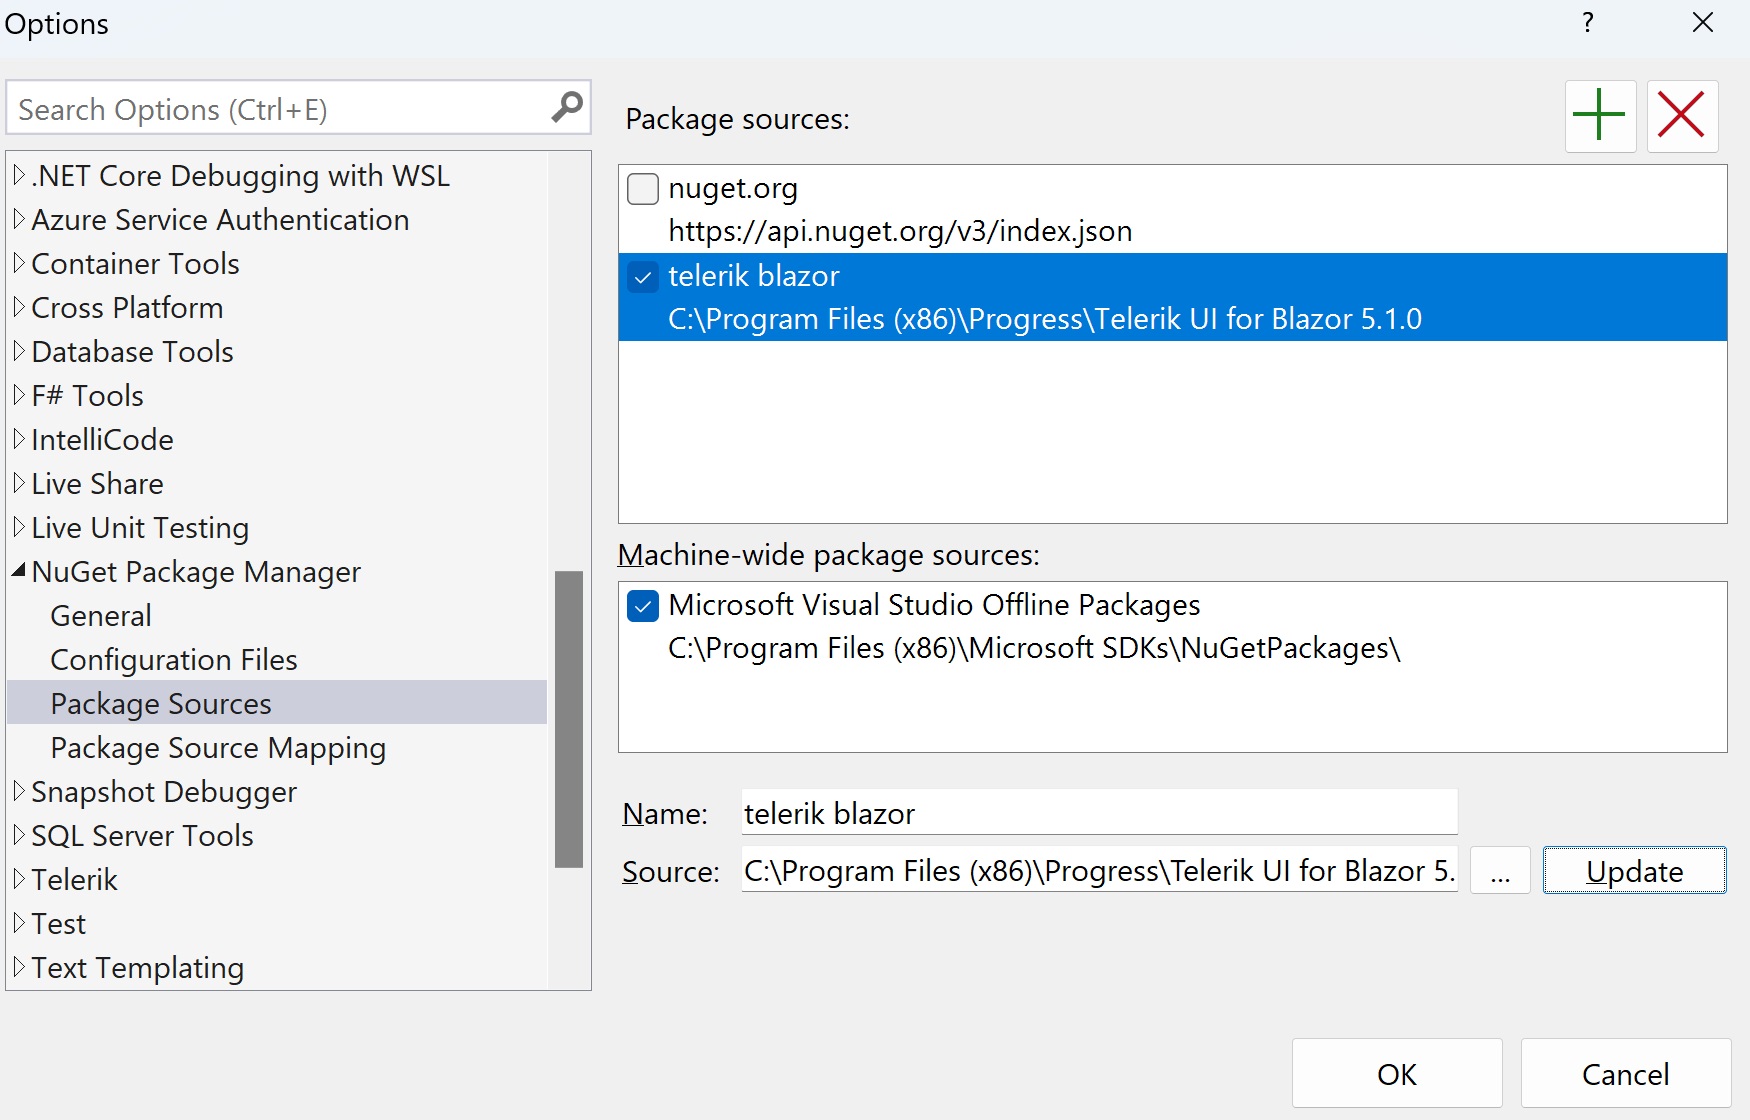 Options
?
Search Options (Ctrl+E)
.NET Core Debugging with WSL
Azure Service Authentication
Container Tools
Cross Platform
Database Tools
F# Tools
IntelliCode
Live Share
Live Unit Testing
NuGet Package Manager
General
Configuration Files
Package Sources
Package Source Mapping
Snapshot Debugger
SQL Server Tools
Telerik
Test
Text Templating
Package sources:
nuget.org
https://api.nuget.org/v3/index.json
telerik blazor
C:\Program Files (x86)\Progress\Telerik UI for Blazor 5.1.0
Machine-wide package sources:
Microsoft Visual Studio Offline Packages
C:\Program Files (x86)\Microsoft SDKs\NuGetPackages\
Name: telerik blazor
Source: C:\Program Files (x86)\Progress\Telerik UI for Blazor 5. ... Update
OK Cancel